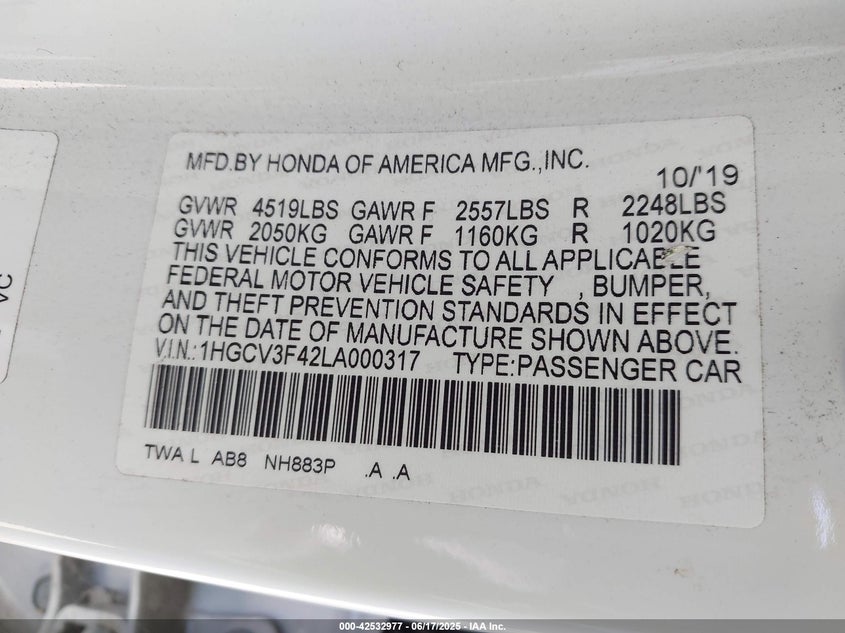 MFD.BY HONDA OF AMERICA MFG.,INC.
10/'19
GVWR 4519LBS GAWR F 2557LBS R 2248LBS
GVWR 2050KG GAWR F 1160KG R 1020KG
THIS VEHICLE CONFORMS TO ALL APPLICABLE
FEDERAL MOTOR VEHICLE SAFETY , BUMPER,
AND THEFT PREVENTION STANDARDS IN EFFECT
ON THE DATE OF MANUFACTURE SHOWN ABOVE.
V.I.N.:1HGCV3F42LA000317 TYPE:PASSENGER CAR
TWA L AB8 NH883P .A .A
VC
000-42532977 - 06/17/2025 - IAA Inc.